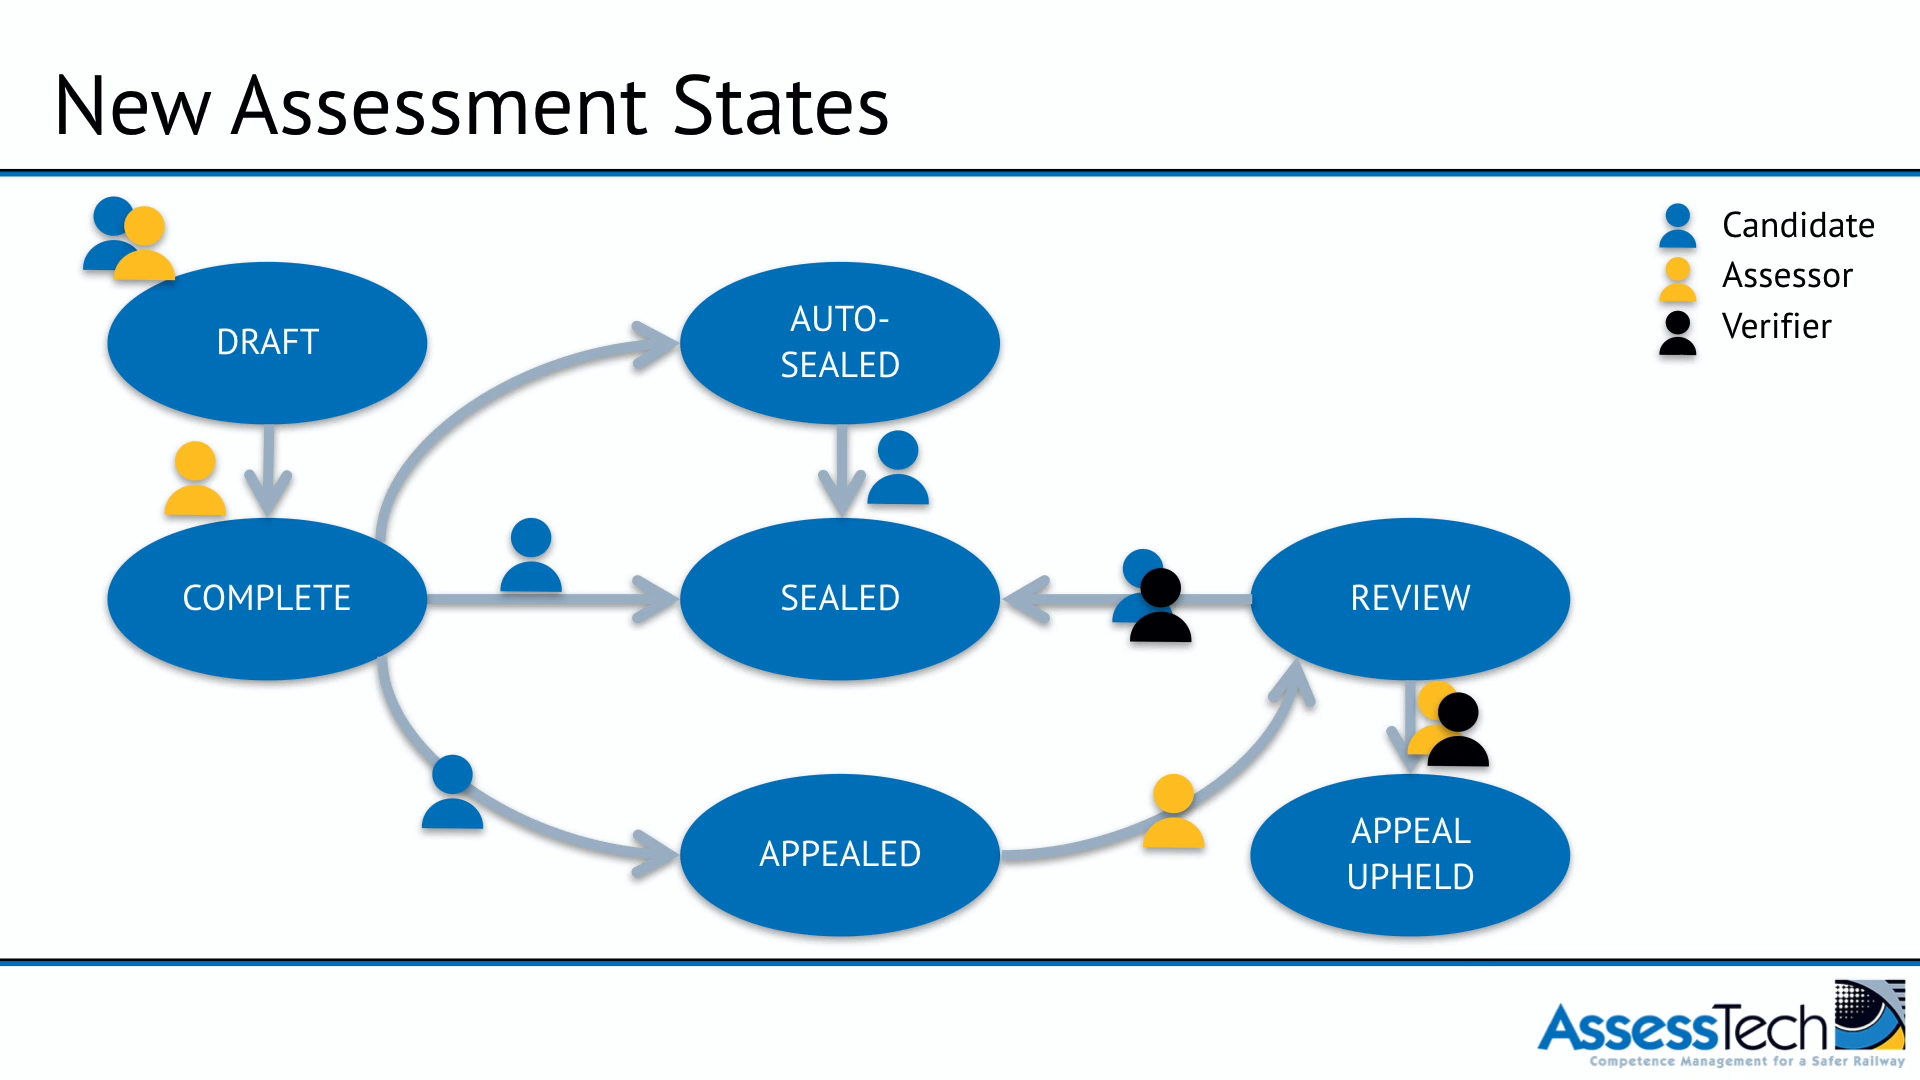 New Assessment States
Candidate
Assessor
Verifier
DRAFT
AUTO-
SEALED
COMPLETE
SEALED
REVIEW
APPEALED
APPEAL
UPHELD
AssessTech
Competence Management for a Safer Railway